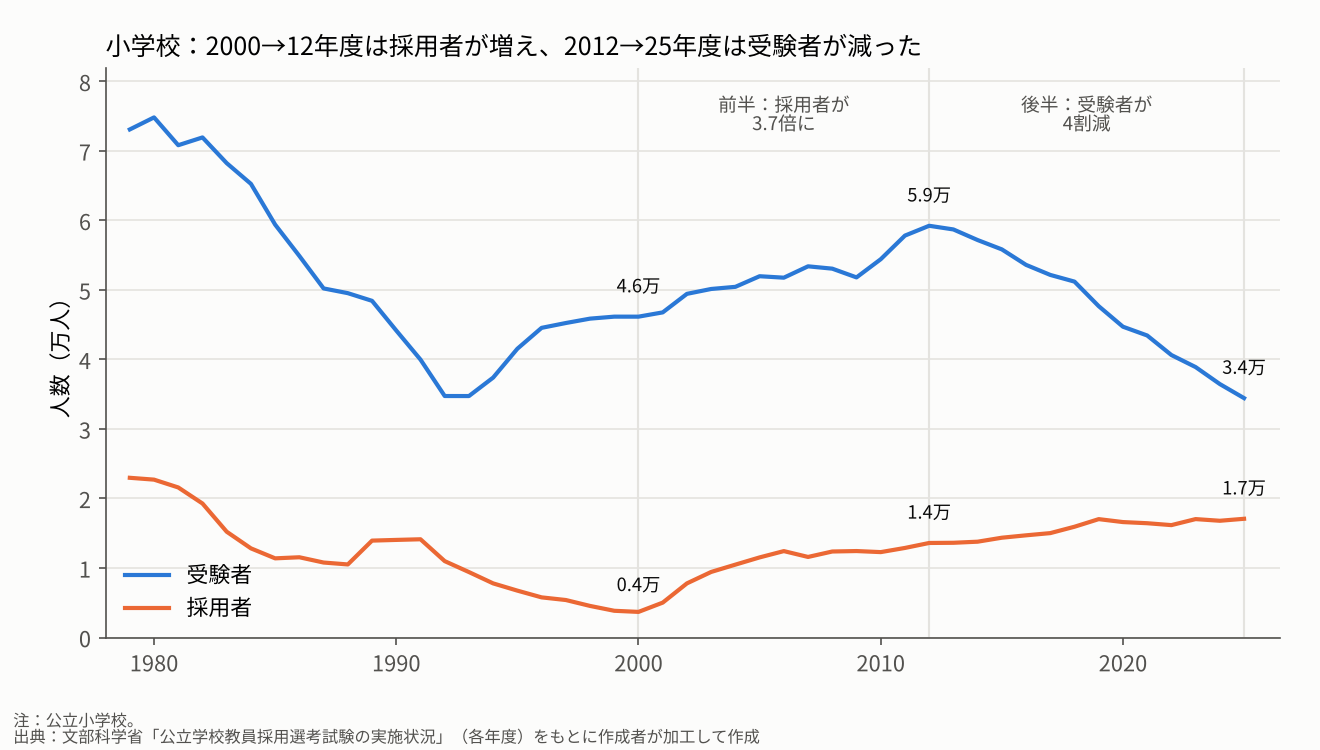 小学校：2000→12年度は採用者が増え、2012→25年度は受験者が減った
人数（万人）
8
7
6
5
4
3
2
1
0
前半：採用者が
3.7倍に
後半：受験者が
4割減
5.9万
4.6万
3.4万
1.7万
1.4万
0.4万
受験者
採用者
1980
1990
2000
2010
2020
注：公立小学校。
出典：文部科学省「公立学校教員採用選考試験の実施状況」（各年度）をもとに作成者が加工して作成